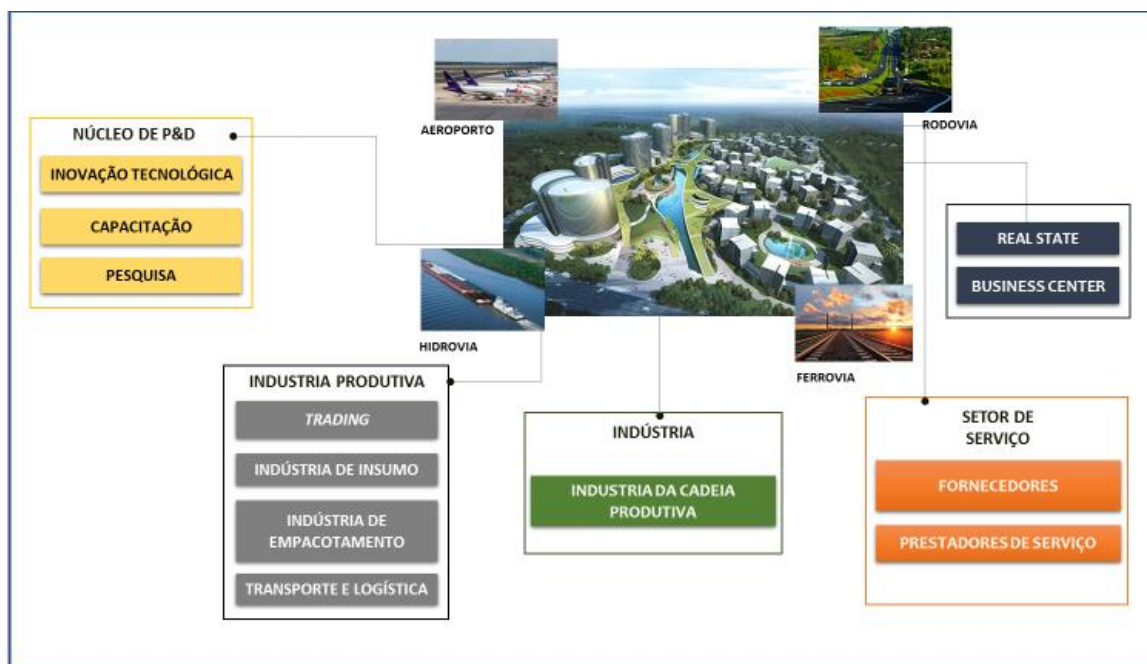 AEROPORTO
RODOVIA
NÚCLEO DE P&D
INOVAÇÃO TECNOLÓGICA
CAPACITAÇÃO
PESQUISA
REAL STATE
BUSINESS CENTER
HIDROVIA
FERROVIA
INDUSTRIA PRODUTIVA
TRADING
INDÚSTRIA DE INSUMO
INDÚSTRIA DE
EMPACOTAMENTO
TRANSPORTE E LOGÍSTICA
INDÚSTRIA
INDUSTRIA DA CADEIA
PRODUTIVA
SETOR DE
SERVIÇO
FORNECEDORES
PRESTADORES DE SERVIÇO
FedEx